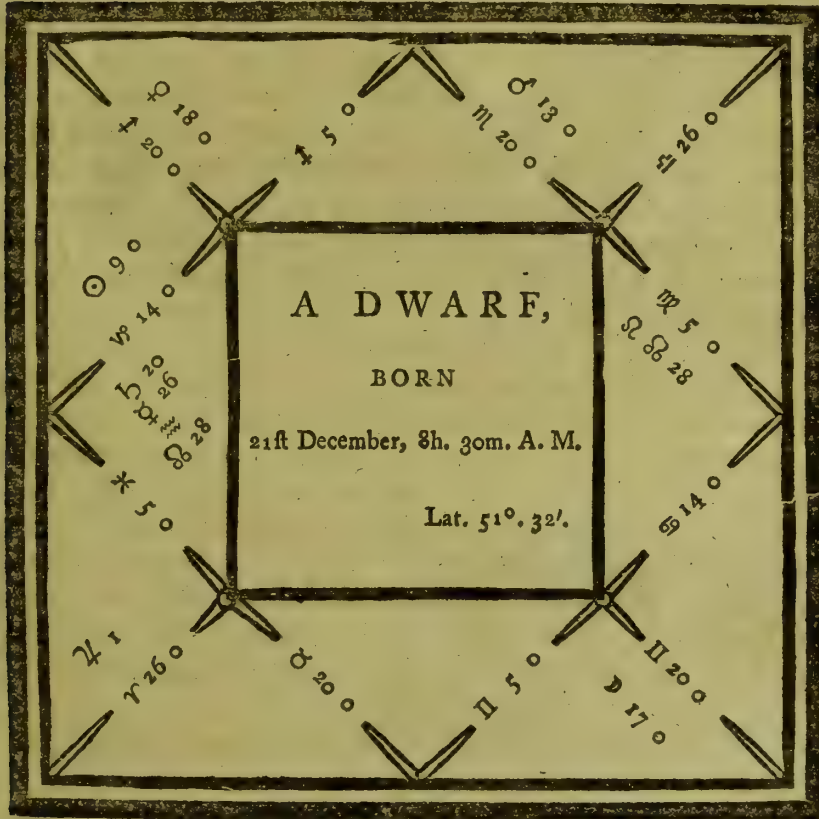 ♀ 18 0
♐ 20 0
♐ 5 0
♂ 13 0
♏ 20 0
♎ 26 0
☉ 9 0
♑ 14 0
♄ 20
☿ 26
♒
☊ 28
♍ 5 0
♌ ☊ 28
A DWARF,
BORN
21ſt December, 8h. 30m. A. M.
Lat. 51°. 32′.
⚹ 5 0
♋ 14 0
♃ 1
♈ 26 0
♉ 20 0
♊ 5 0
♊ 20 0
☽ 17 0